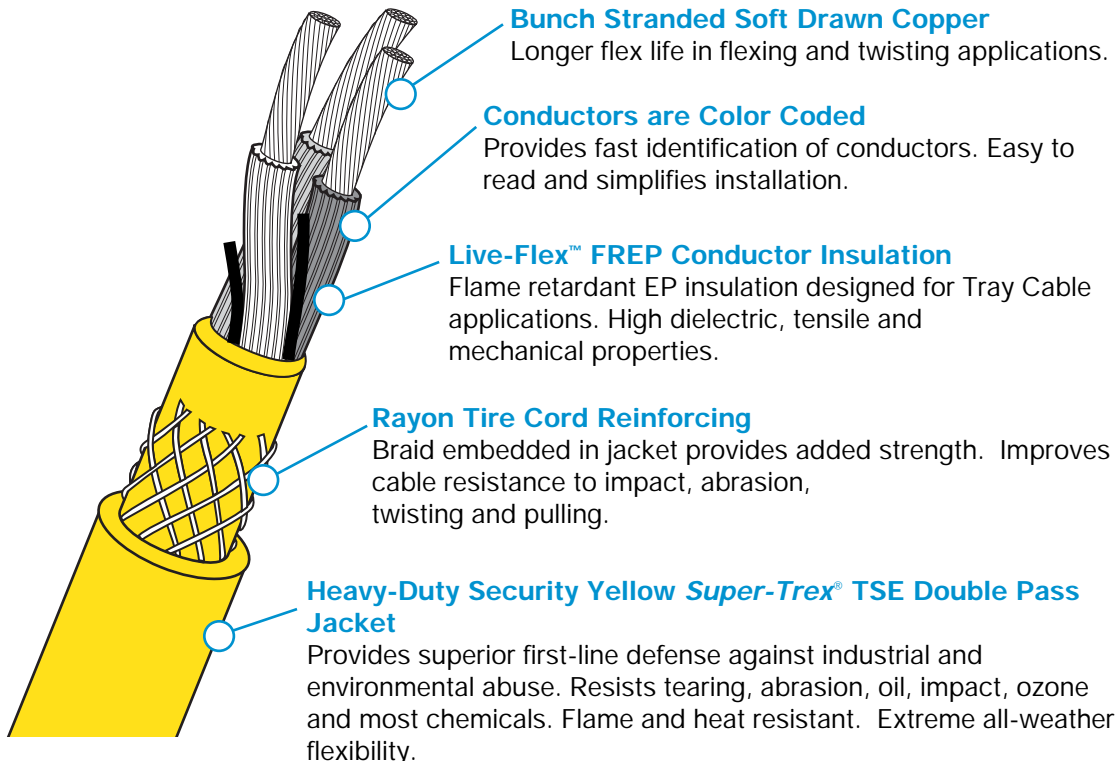 Bunch Stranded Soft Drawn Copper
Longer flex life in flexing and twisting applications.
Conductors are Color Coded
Provides fast identification of conductors. Easy to
read and simplifies installation.
Live-Flex™ FREP Conductor Insulation
Flame retardant EP insulation designed for Tray Cable
applications. High dielectric, tensile and
mechanical properties.
Rayon Tire Cord Reinforcing
Braid embedded in jacket provides added strength.  Improves
cable resistance to impact, abrasion,
twisting and pulling.
Heavy-Duty Security Yellow Super-Trex® TSE Double Pass
Jacket
Provides superior first-line defense against industrial and
environmental abuse. Resists tearing, abrasion, oil, impact, ozone
and most chemicals. Flame and heat resistant.  Extreme all-weather
flexibility.